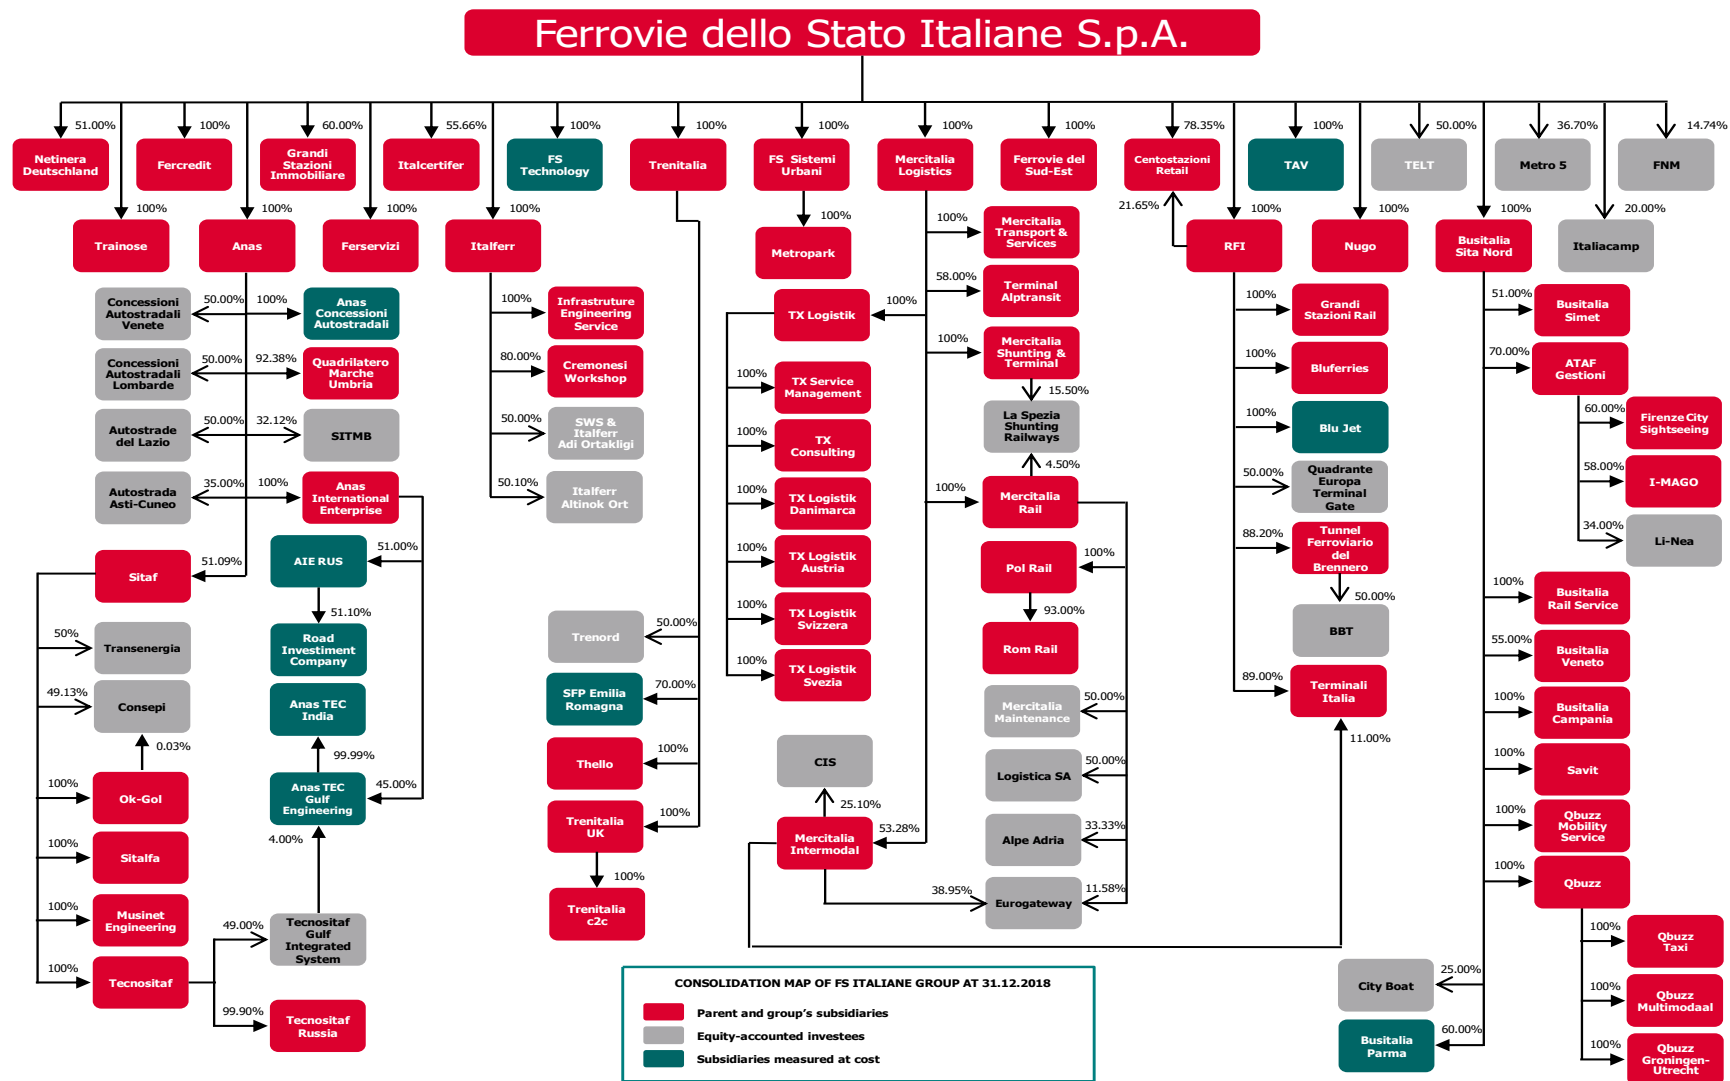 Ferrovie dello Stato Italiane S.p.A.
51.00%
100%
60.00%
55.66%
100%
100%
100%
100%
100%
78.35%
100%
50.00%
36.70%
14.74%
Netinera
Deutschland
Fercredit
Grandi
Stazioni
Immobiliare
Italcertifer
FS
Technology
Trenitalia
FS Sistemi
Urbani
Mercitalia
Logistics
Ferrovie del
Sud-Est
Centostazioni
Retail
TAV
TELT
Metro 5
FNM
100%
100%
100%
100%
100%
21.65%
100%
100%
100%
20.00%
Trainose
Anas
Ferservizi
Italferr
Metropark
RFI
Nugo
Busitalia
Sita Nord
Italiacamp
50.00%
100%
Concessioni
Autostradali
Venete
Anas
Concessioni
Autostradali
50.00%
92.38%
Concessioni
Autostradali
Lombarde
Quadrilatero
Marche
Umbria
50.00%
32.12%
Autostrade
del Lazio
SITMB
35.00%
100%
Autostrada
Asti-Cuneo
Anas
International
Enterprise
51.09%
Sitaf
51.00%
AIE RUS
51.10%
Road
Investiment
Company
50%
Transenergia
49.13%
Consepi
0.03%
Anas TEC
India
99.99%
100%
Ok-Gol
Anas TEC
Gulf
Engineering
45.00%
4.00%
100%
Sitalfa
100%
Musinet
Engineering
100%
Tecnositaf
49.00%
Tecnositaf
Gulf
Integrated
System
99.90%
Tecnositaf
Russia
100%
Infrastruture
Engineering
Service
80.00%
Cremonesi
Workshop
50.00%
SWS &
Italferr
Adi Ortakligi
50.10%
Italferr
Altinok Ort
50.00%
Trenord
70.00%
SFP Emilia
Romagna
100%
Thello
100%
Trenitalia
UK
100%
Trenitalia
c2c
100%
TX Logistik
100%
TX Service
Management
100%
TX
Consulting
100%
TX Logistik
Danimarca
100%
TX Logistik
Austria
100%
TX Logistik
Svizzera
100%
TX Logistik
Svezia
100%
Mercitalia
Transport &
Services
58.00%
Terminal
Alptransit
100%
Mercitalia
Shunting &
Terminal
15.50%
La Spezia
Shunting
Railways
4.50%
100%
Mercitalia
Rail
100%
Pol Rail
93.00%
Rom Rail
50.00%
Mercitalia
Maintenance
50.00%
Logistica SA
33.33%
Alpe Adria
11.58%
38.95%
Eurogateway
CIS
25.10%
53.28%
Mercitalia
Intermodal
100%
Grandi
Stazioni Rail
100%
Bluferries
100%
Blu Jet
50.00%
Quadrante
Europa
Terminal
Gate
88.20%
Tunnel
Ferroviario
del
Brennero
50.00%
BBT
89.00%
Terminali
Italia
11.00%
51.00%
Busitalia
Simet
70.00%
ATAF
Gestioni
60.00%
Firenze City
Sightseeing
58.00%
I-MAGO
34.00%
Li-Nea
100%
Busitalia
Rail Service
55.00%
Busitalia
Veneto
100%
Busitalia
Campania
100%
Savit
100%
Qbuzz
Mobility
Service
100%
Qbuzz
100%
Qbuzz
Taxi
100%
Qbuzz
Multimodaal
100%
Qbuzz
Groningen-
Utrecht
25.00%
City Boat
60.00%
Busitalia
Parma
CONSOLIDATION MAP OF FS ITALIANE GROUP AT 31.12.2018
Parent and group's subsidiaries
Equity-accounted investees
Subsidiaries measured at cost